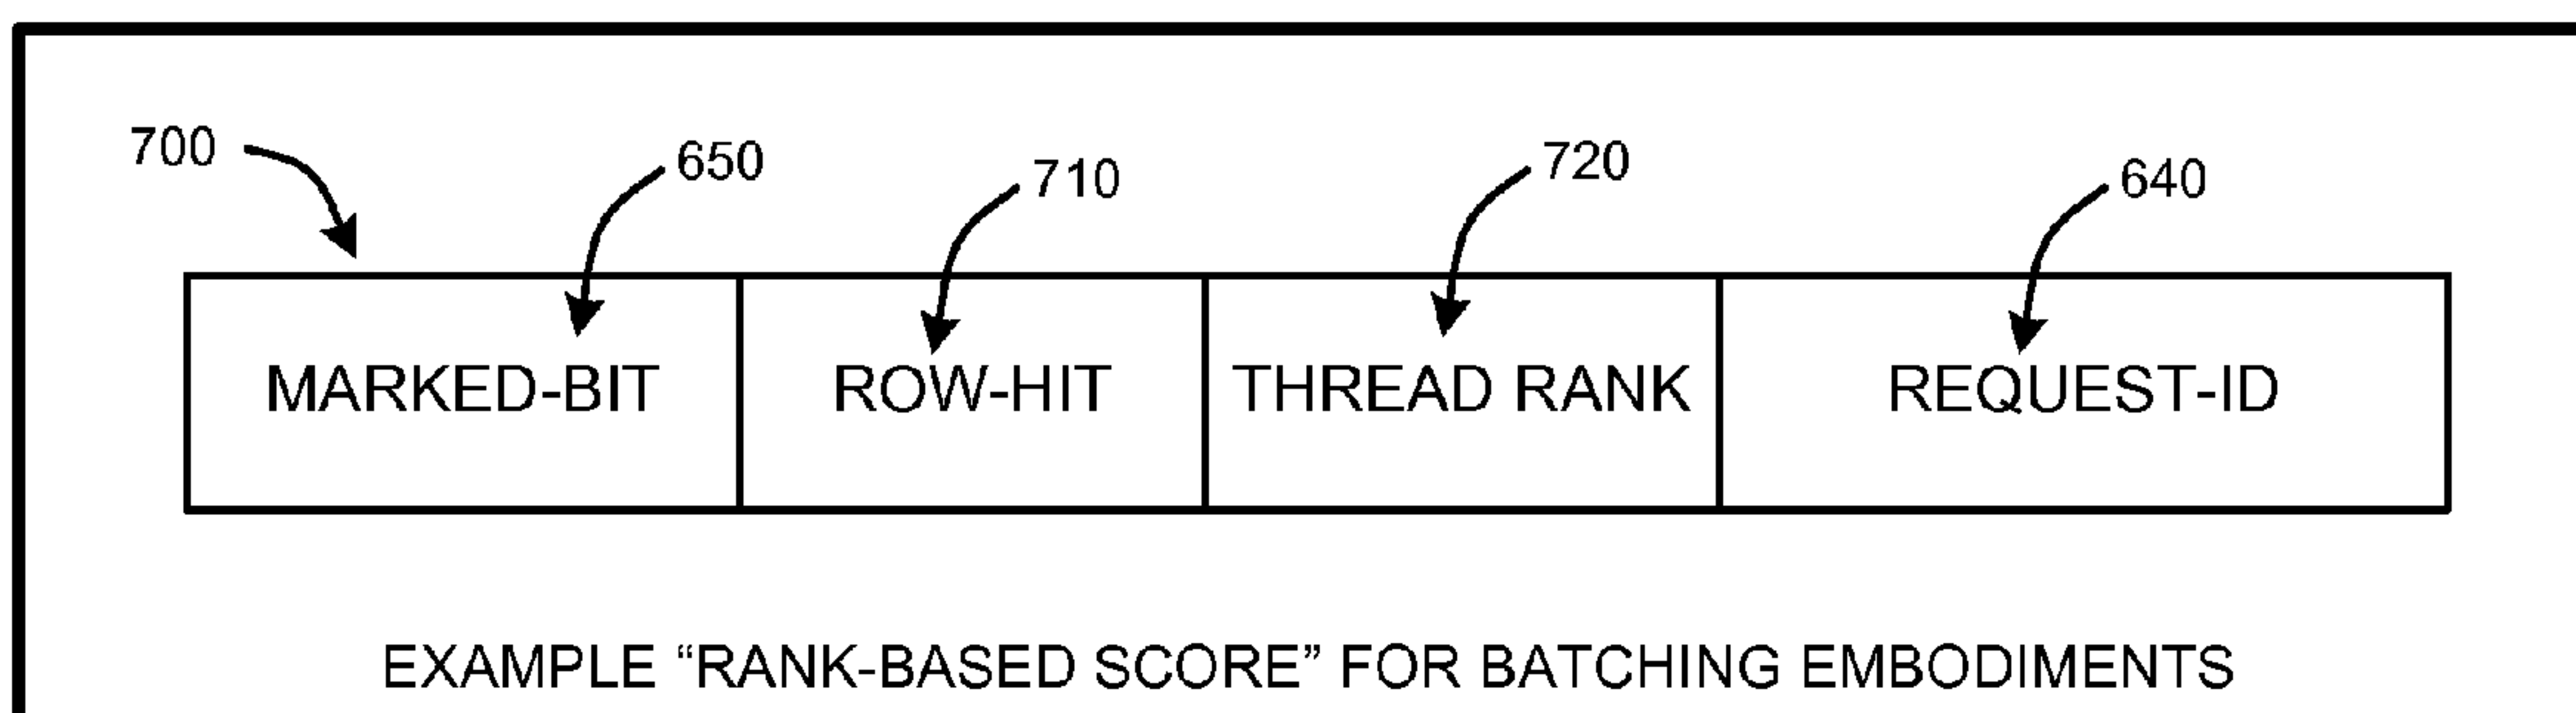 700
650
710
720
640
MARKED-BIT ROW-HIT THREAD RANK REQUEST-ID
EXAMPLE “RANK-BASED SCORE” FOR BATCHING EMBODIMENTS